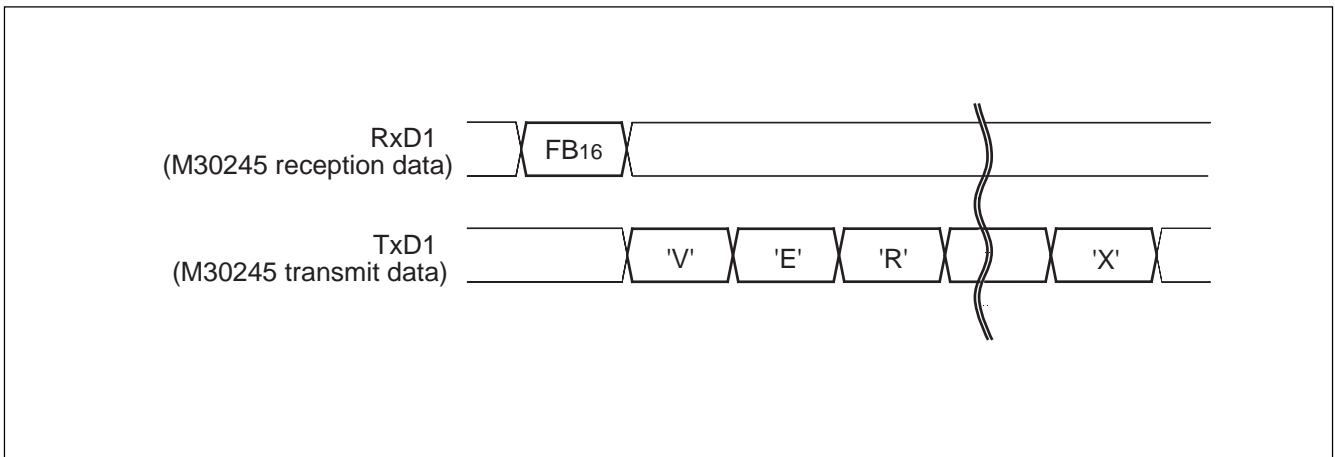 RxD1
(M30245 reception data)
FB16
TxD1
(M30245 transmit data)
'V' 'E' 'R' 'X'